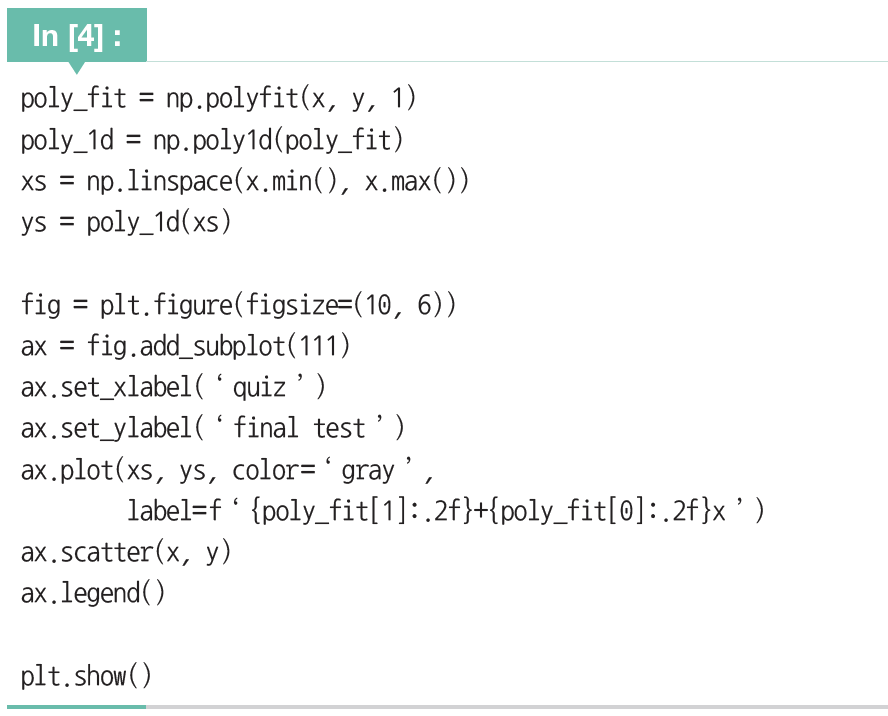 In [4] :
poly_fit = np.polyfit(x, y, 1)
poly_1d = np.poly1d(poly_fit)
xs = np.linspace(x.min(), x.max())
ys = poly_1d(xs)
fig = plt.figure(figsize=(10, 6))
ax = fig.add_subplot(111)
ax.set_xlabel(‘quiz’)
ax.set_ylabel(‘final test’)
ax.plot(xs, ys, color=‘gray’,
        label=f‘{poly_fit[1]:.2f}+{poly_fit[0]:.2f}x’)
ax.scatter(x, y)
ax.legend()
plt.show()